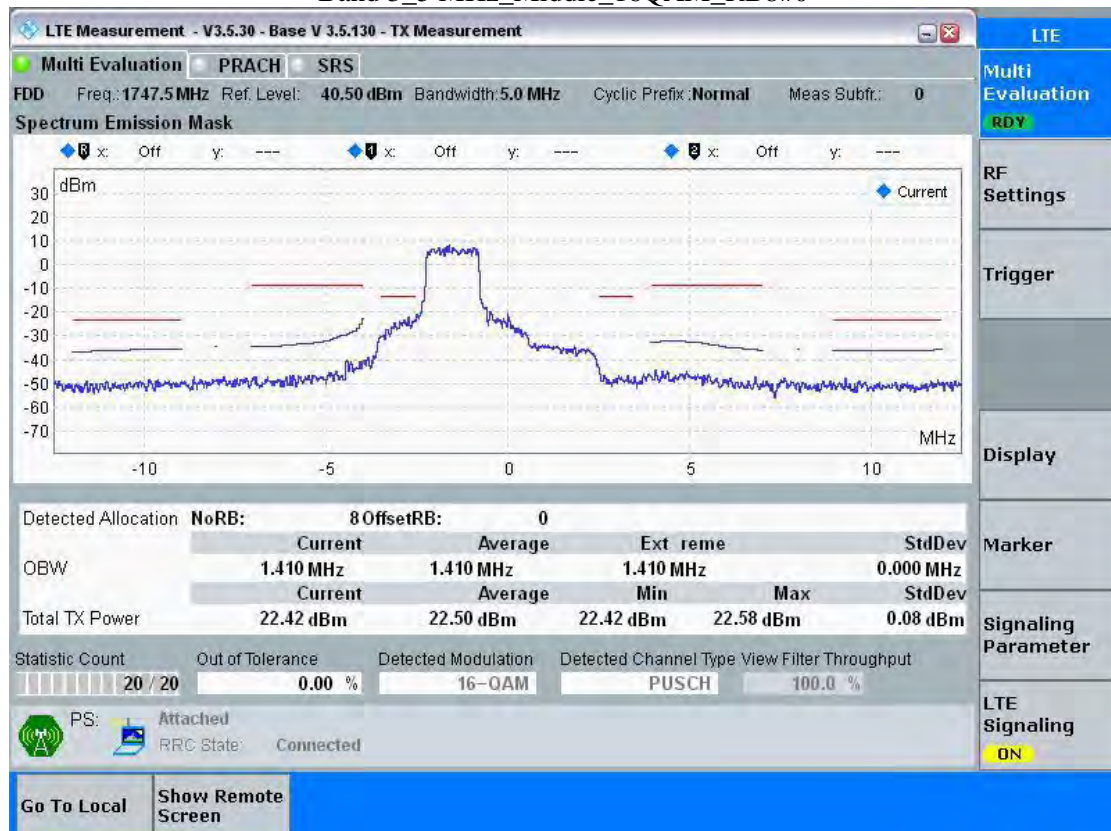 Band 3_5 MHz_Middle_16QAM_RB8#0
LTE Measurement - V3.5.30 - Base V 3.5.130 - TX Measurement
LTE
Multi Evaluation PRACH SRS
Multi Evaluation
RDY
FDD Freq.: 1747.5 MHz Ref. Level: 40.50 dBm Bandwidth: 5.0 MHz Cyclic Prefix : Normal Meas Subfr.: 0
Spectrum Emission Mask
R x: Off y: --- 1 x: Off y: --- 2 x: Off y: ---
dBm
Current
30
20
10
0
-10
-20
-30
-40
-50
-60
-70
MHz
-10 -5 0 5 10
RF Settings
Trigger
Display
Marker
Signaling Parameter
LTE Signaling
ON
Detected Allocation NoRB: 8 OffsetRB: 0
Current Average Ext reme StdDev
OBW 1.410 MHz 1.410 MHz 1.410 MHz 0.000 MHz
Current Average Min Max StdDev
Total TX Power 22.42 dBm 22.50 dBm 22.42 dBm 22.58 dBm 0.08 dBm
Statistic Count Out of Tolerance Detected Modulation Detected Channel Type View Filter Throughput
20 / 20 0.00 % 16-QAM PUSCH 100.0 %
PS: Attached
RRC State: Connected
Go To Local
Show Remote Screen